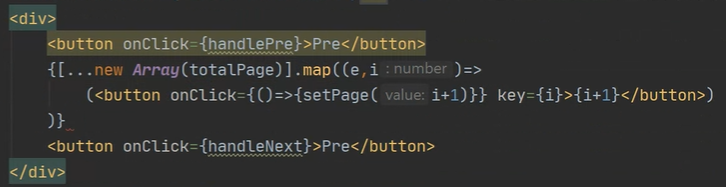 <div>
<button onClick={handlePre}>Pre</button>
{[...new Array(totalPage)].map((e,i : number)=>
(<button onClick={()=>{setPage( value: i+1)}} key={i}>{i+1}</button>)
)}
<button onClick={handleNext}>Pre</button>
</div>